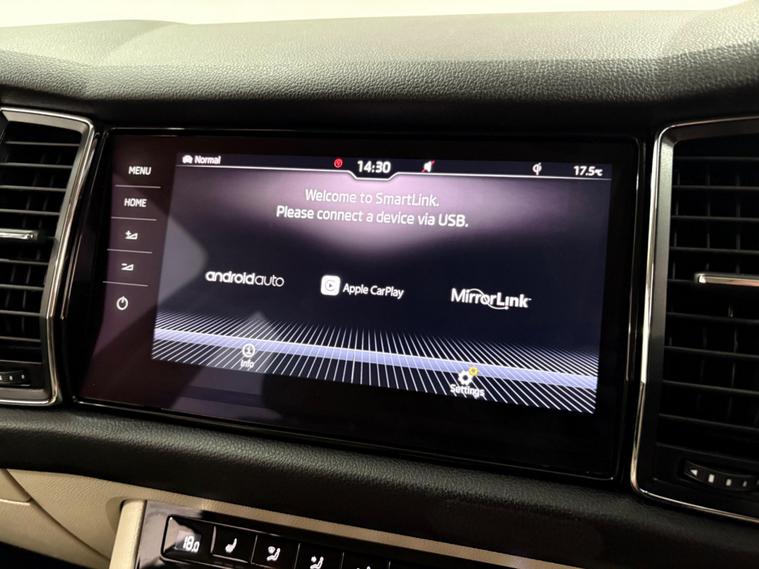 Normal
14:30
17.5°C
MENU
HOME
Welcome to SmartLink.
Please connect a device via USB.
androidauto
Apple CarPlay
MirrorLink™
Info
Settings
18.0